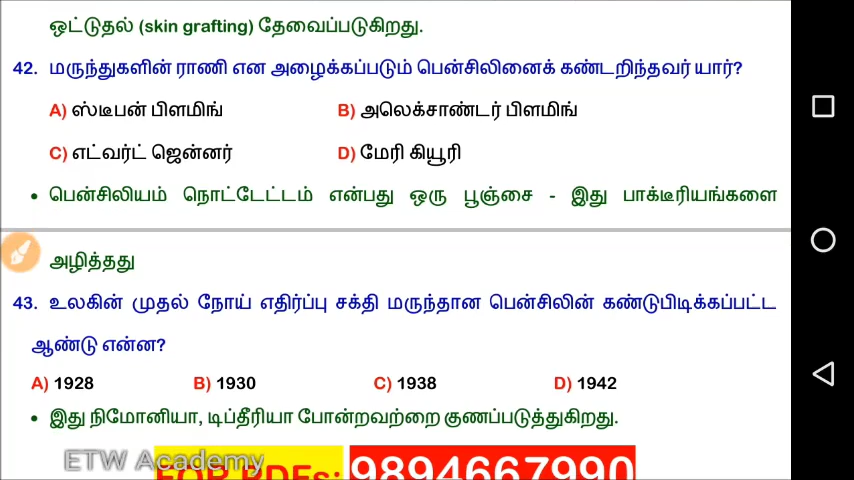 ஒட்டுதல் (skin grafting) தேவைப்படுகிறது.
42. மருந்துகளின் ராணி என அழைக்கப்படும் பென்சிலினைக் கண்டறிந்தவர் யார்?
A) ஸ்டீபன் பிளமிங் B) அலெக்சாண்டர் பிளமிங்
C) எட்வர்ட் ஜென்னர் D) மேரி கியூரி
• பென்சிலியம் நொட்டேட்டம் என்பது ஒரு பூஞ்சை - இது பாக்டீரியங்களை
அழித்தது
43. உலகின் முதல் நோய் எதிர்ப்பு சக்தி மருந்தான பென்சிலின் கண்டுபிடிக்கப்பட்ட
ஆண்டு என்ன?
A) 1928 B) 1930 C) 1938 D) 1942
• இது நிமோனியா, டிப்தீரியா போன்றவற்றை குணப்படுத்துகிறது.
ETW Academy
FOR PDFs: 9894667990